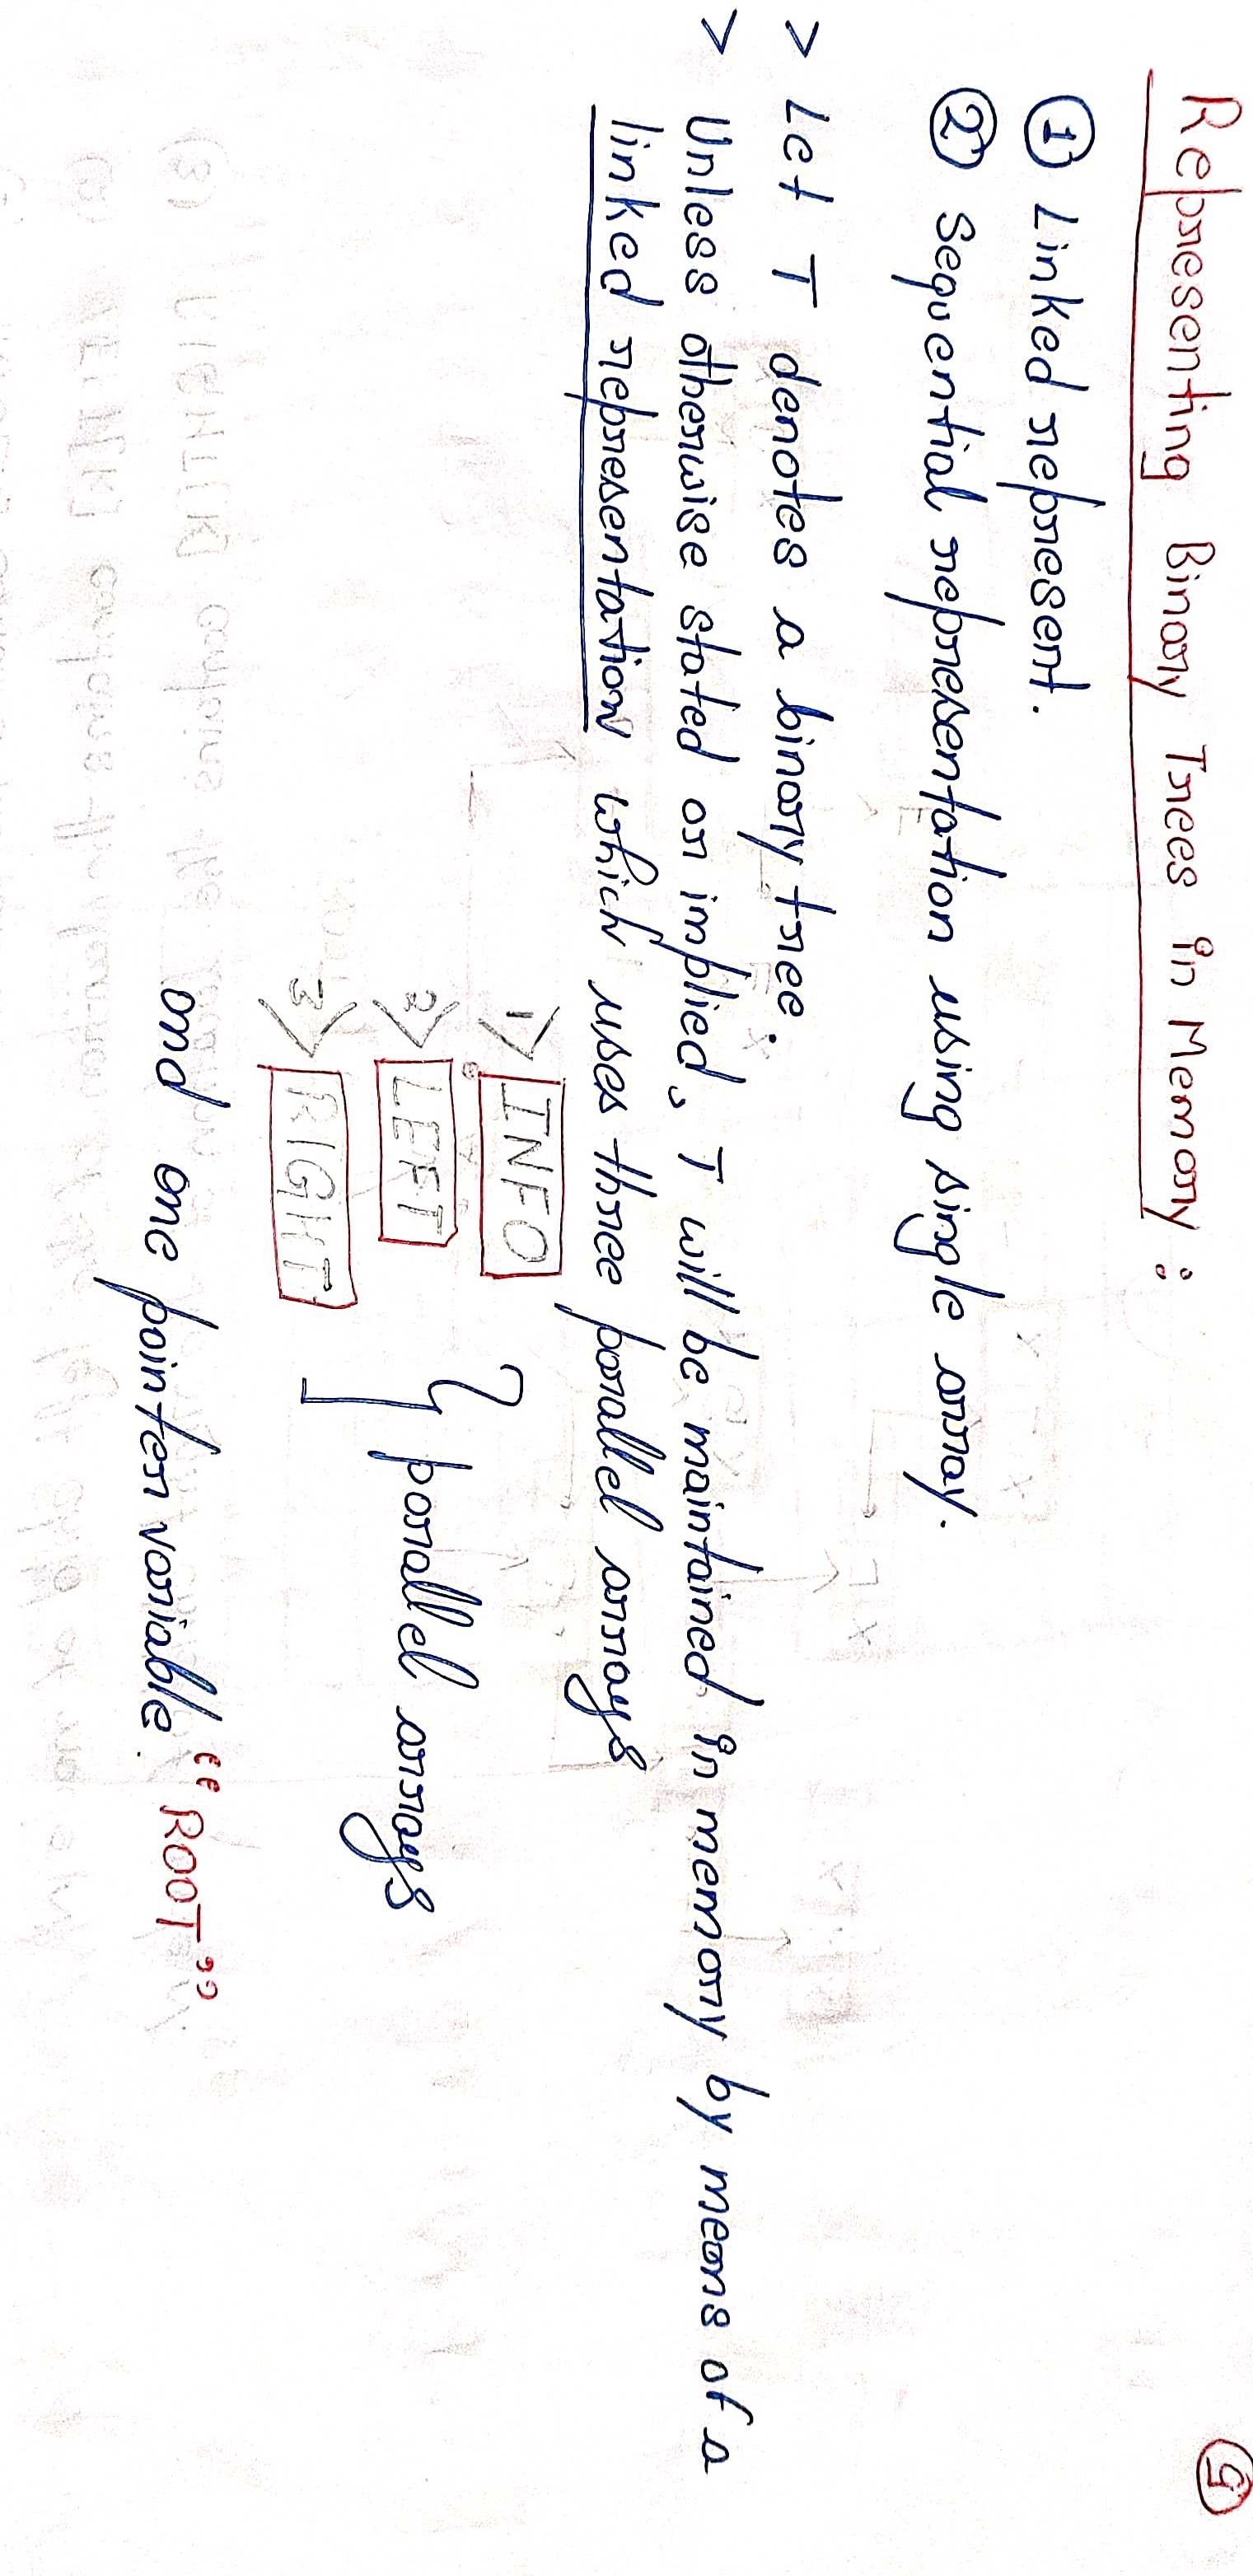 9
Representing Binary Trees in Memory :
① Linked represent.
② Sequential representation using single array.
> Let T denotes a binary tree.
> Unless otherwise stated or implied, T will be maintained in memory by means of a
linked representation which uses three parallel arrays
1> INFO
2> LEFT } parallel arrays
3> RIGHT
and one pointer variable "ROOT"